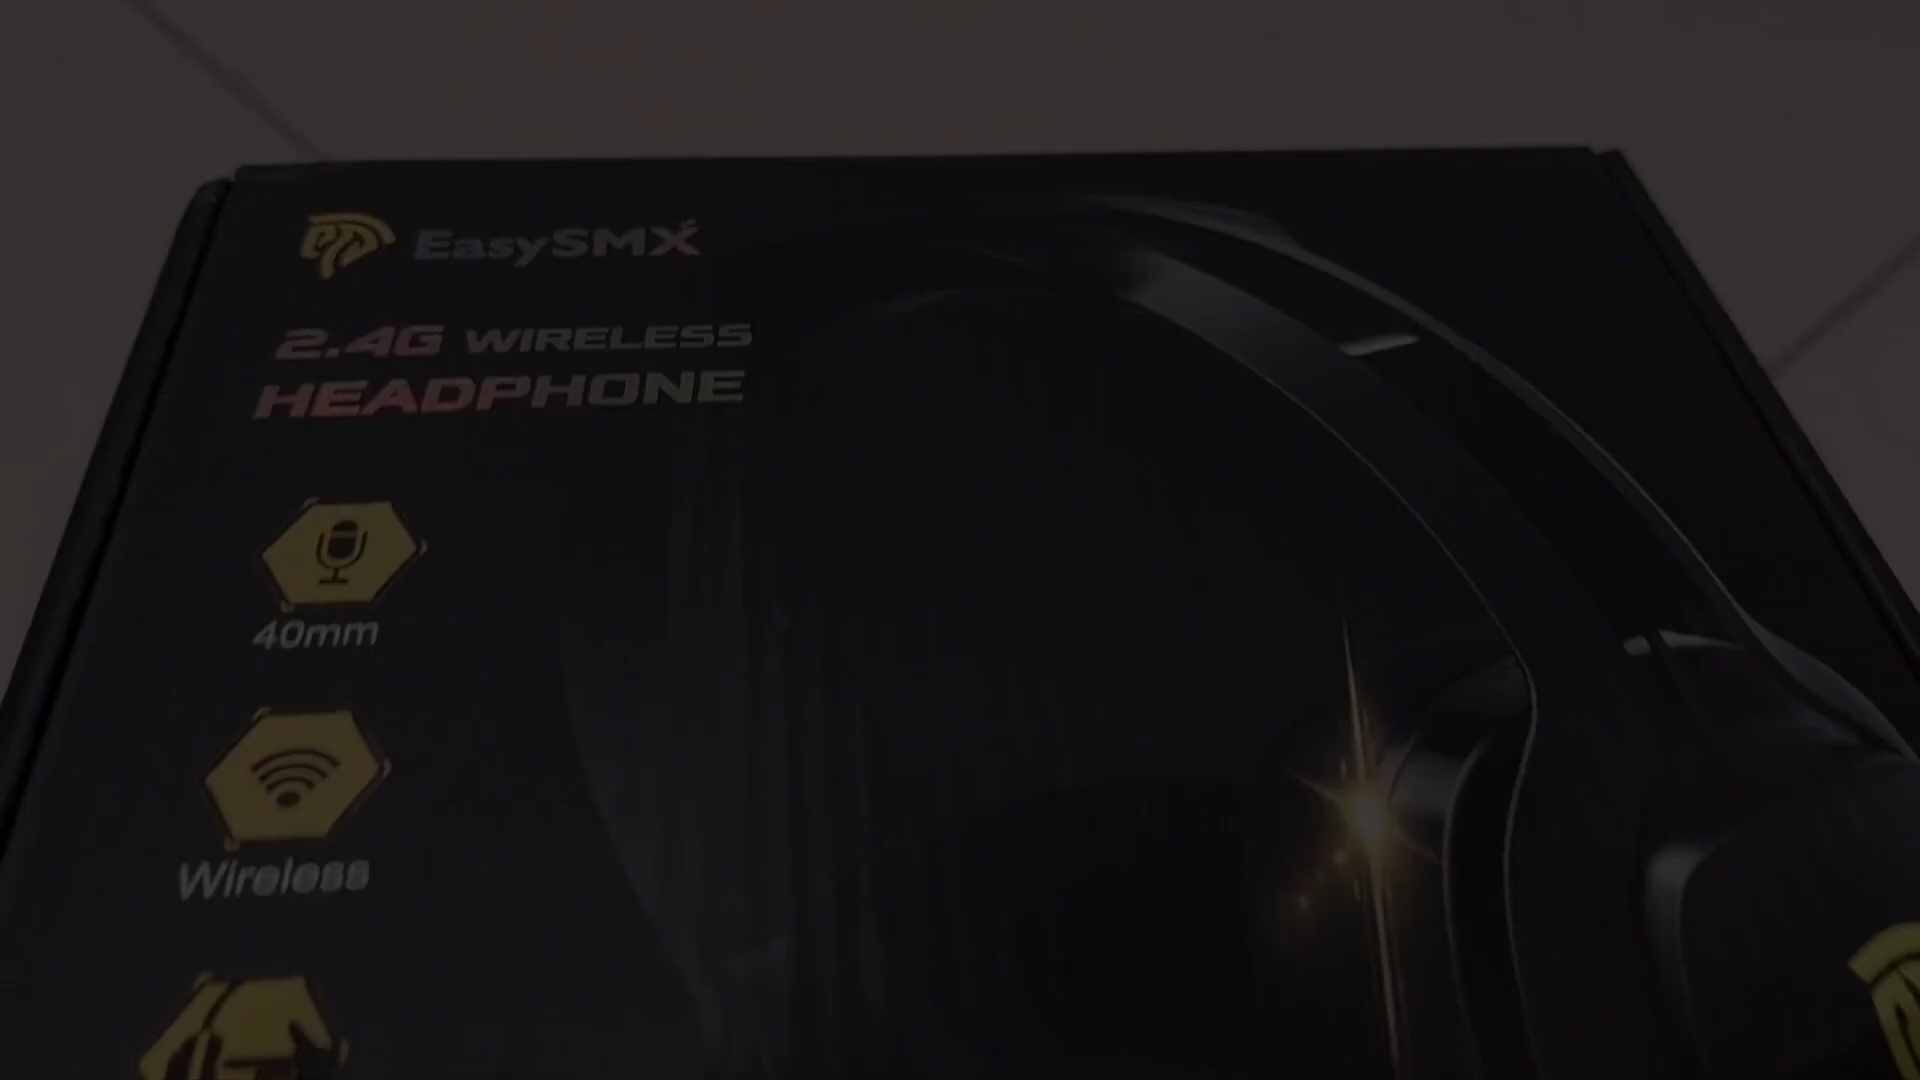 EasySMX
2.4G WIRELESS
HEADPHONE
40mm
Wireless